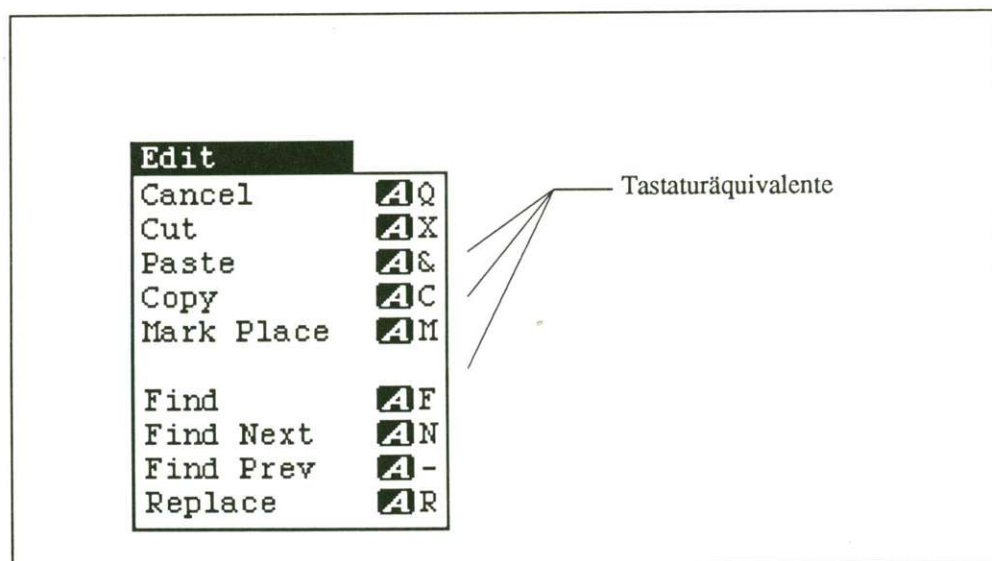 Edit
Cancel A Q
Cut A X
Paste A &
Copy A C
Mark Place A M
Find A F
Find Next A N
Find Prev A -
Replace A R
Tastaturäquivalente